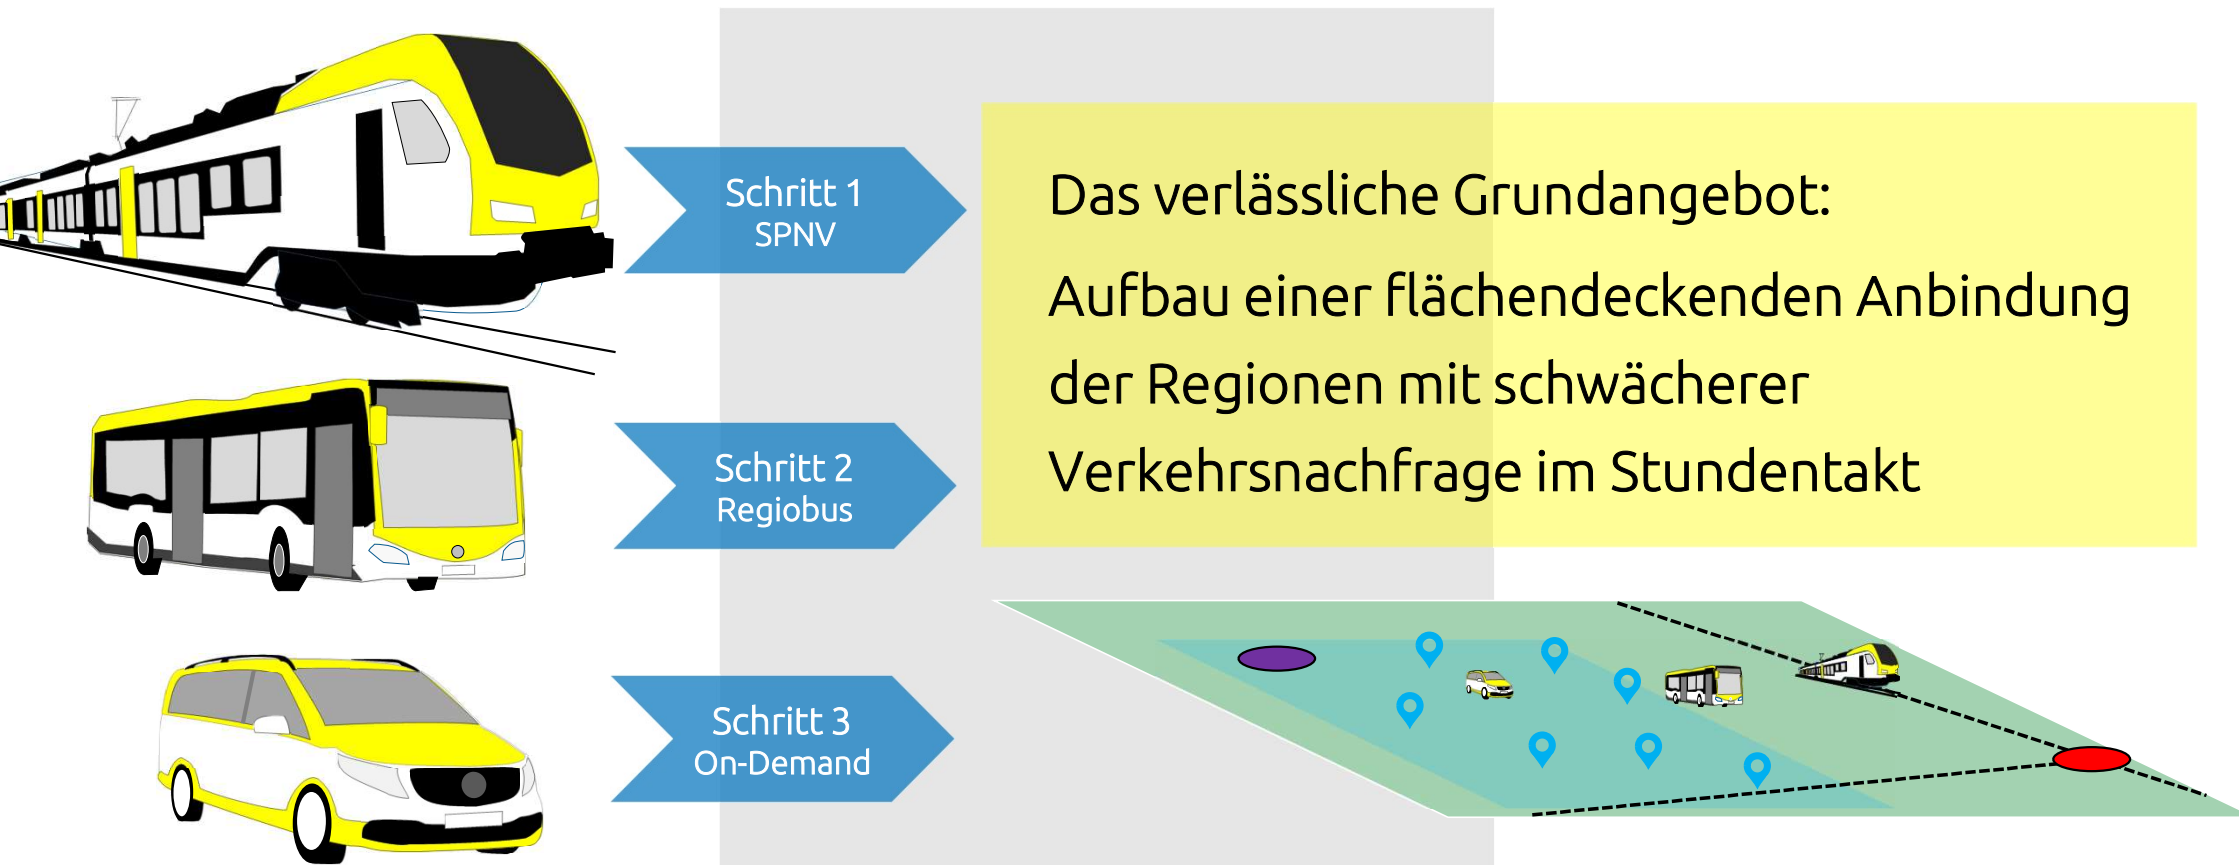 Schritt 1
SPNV
Das verlässliche Grundangebot:
Aufbau einer flächendeckenden Anbindung
der Regionen mit schwächerer
Verkehrsnachfrage im Stundentakt
Schritt 2
Regiobus
Schritt 3
On-Demand